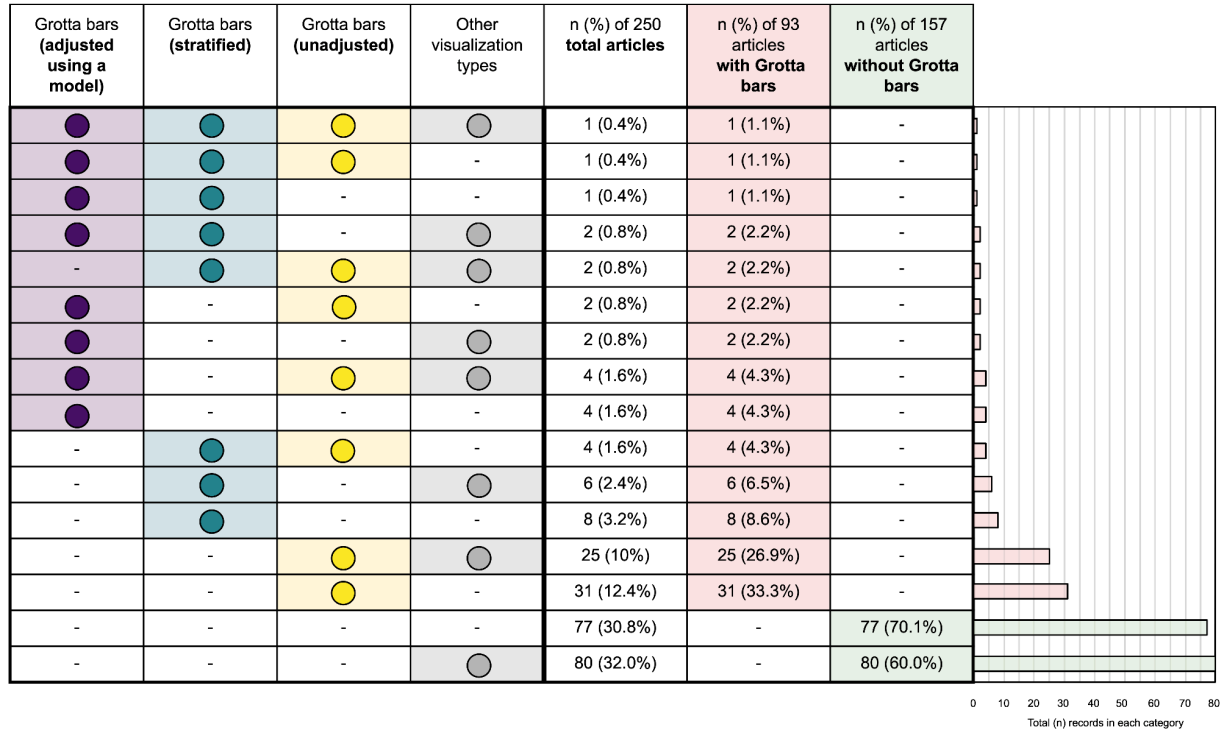 Grotta bars
(adjusted
using a
model)
Grotta bars
(stratified)
Grotta bars
(unadjusted)
Other
visualization
types
n (%) of 250
total articles
n (%) of 93
articles
with Grotta
bars
n (%) of 157
articles
without Grotta
bars
1 (0.4%) 1 (1.1%) -
- 1 (0.4%) 1 (1.1%) -
- - 1 (0.4%) 1 (1.1%) -
- 2 (0.8%) 2 (2.2%) -
- 2 (0.8%) 2 (2.2%) -
- - 2 (0.8%) 2 (2.2%) -
- - 2 (0.8%) 2 (2.2%) -
- 4 (1.6%) 4 (4.3%) -
- - - 4 (1.6%) 4 (4.3%) -
- - 4 (1.6%) 4 (4.3%) -
- - 6 (2.4%) 6 (6.5%) -
- - - 8 (3.2%) 8 (8.6%) -
- - 25 (10%) 25 (26.9%) -
- - - 31 (12.4%) 31 (33.3%) -
- - - - 77 (30.8%) - 77 (70.1%)
- - - 80 (32.0%) - 80 (60.0%)
0 10 20 30 40 50 60 70 80
Total (n) records in each category